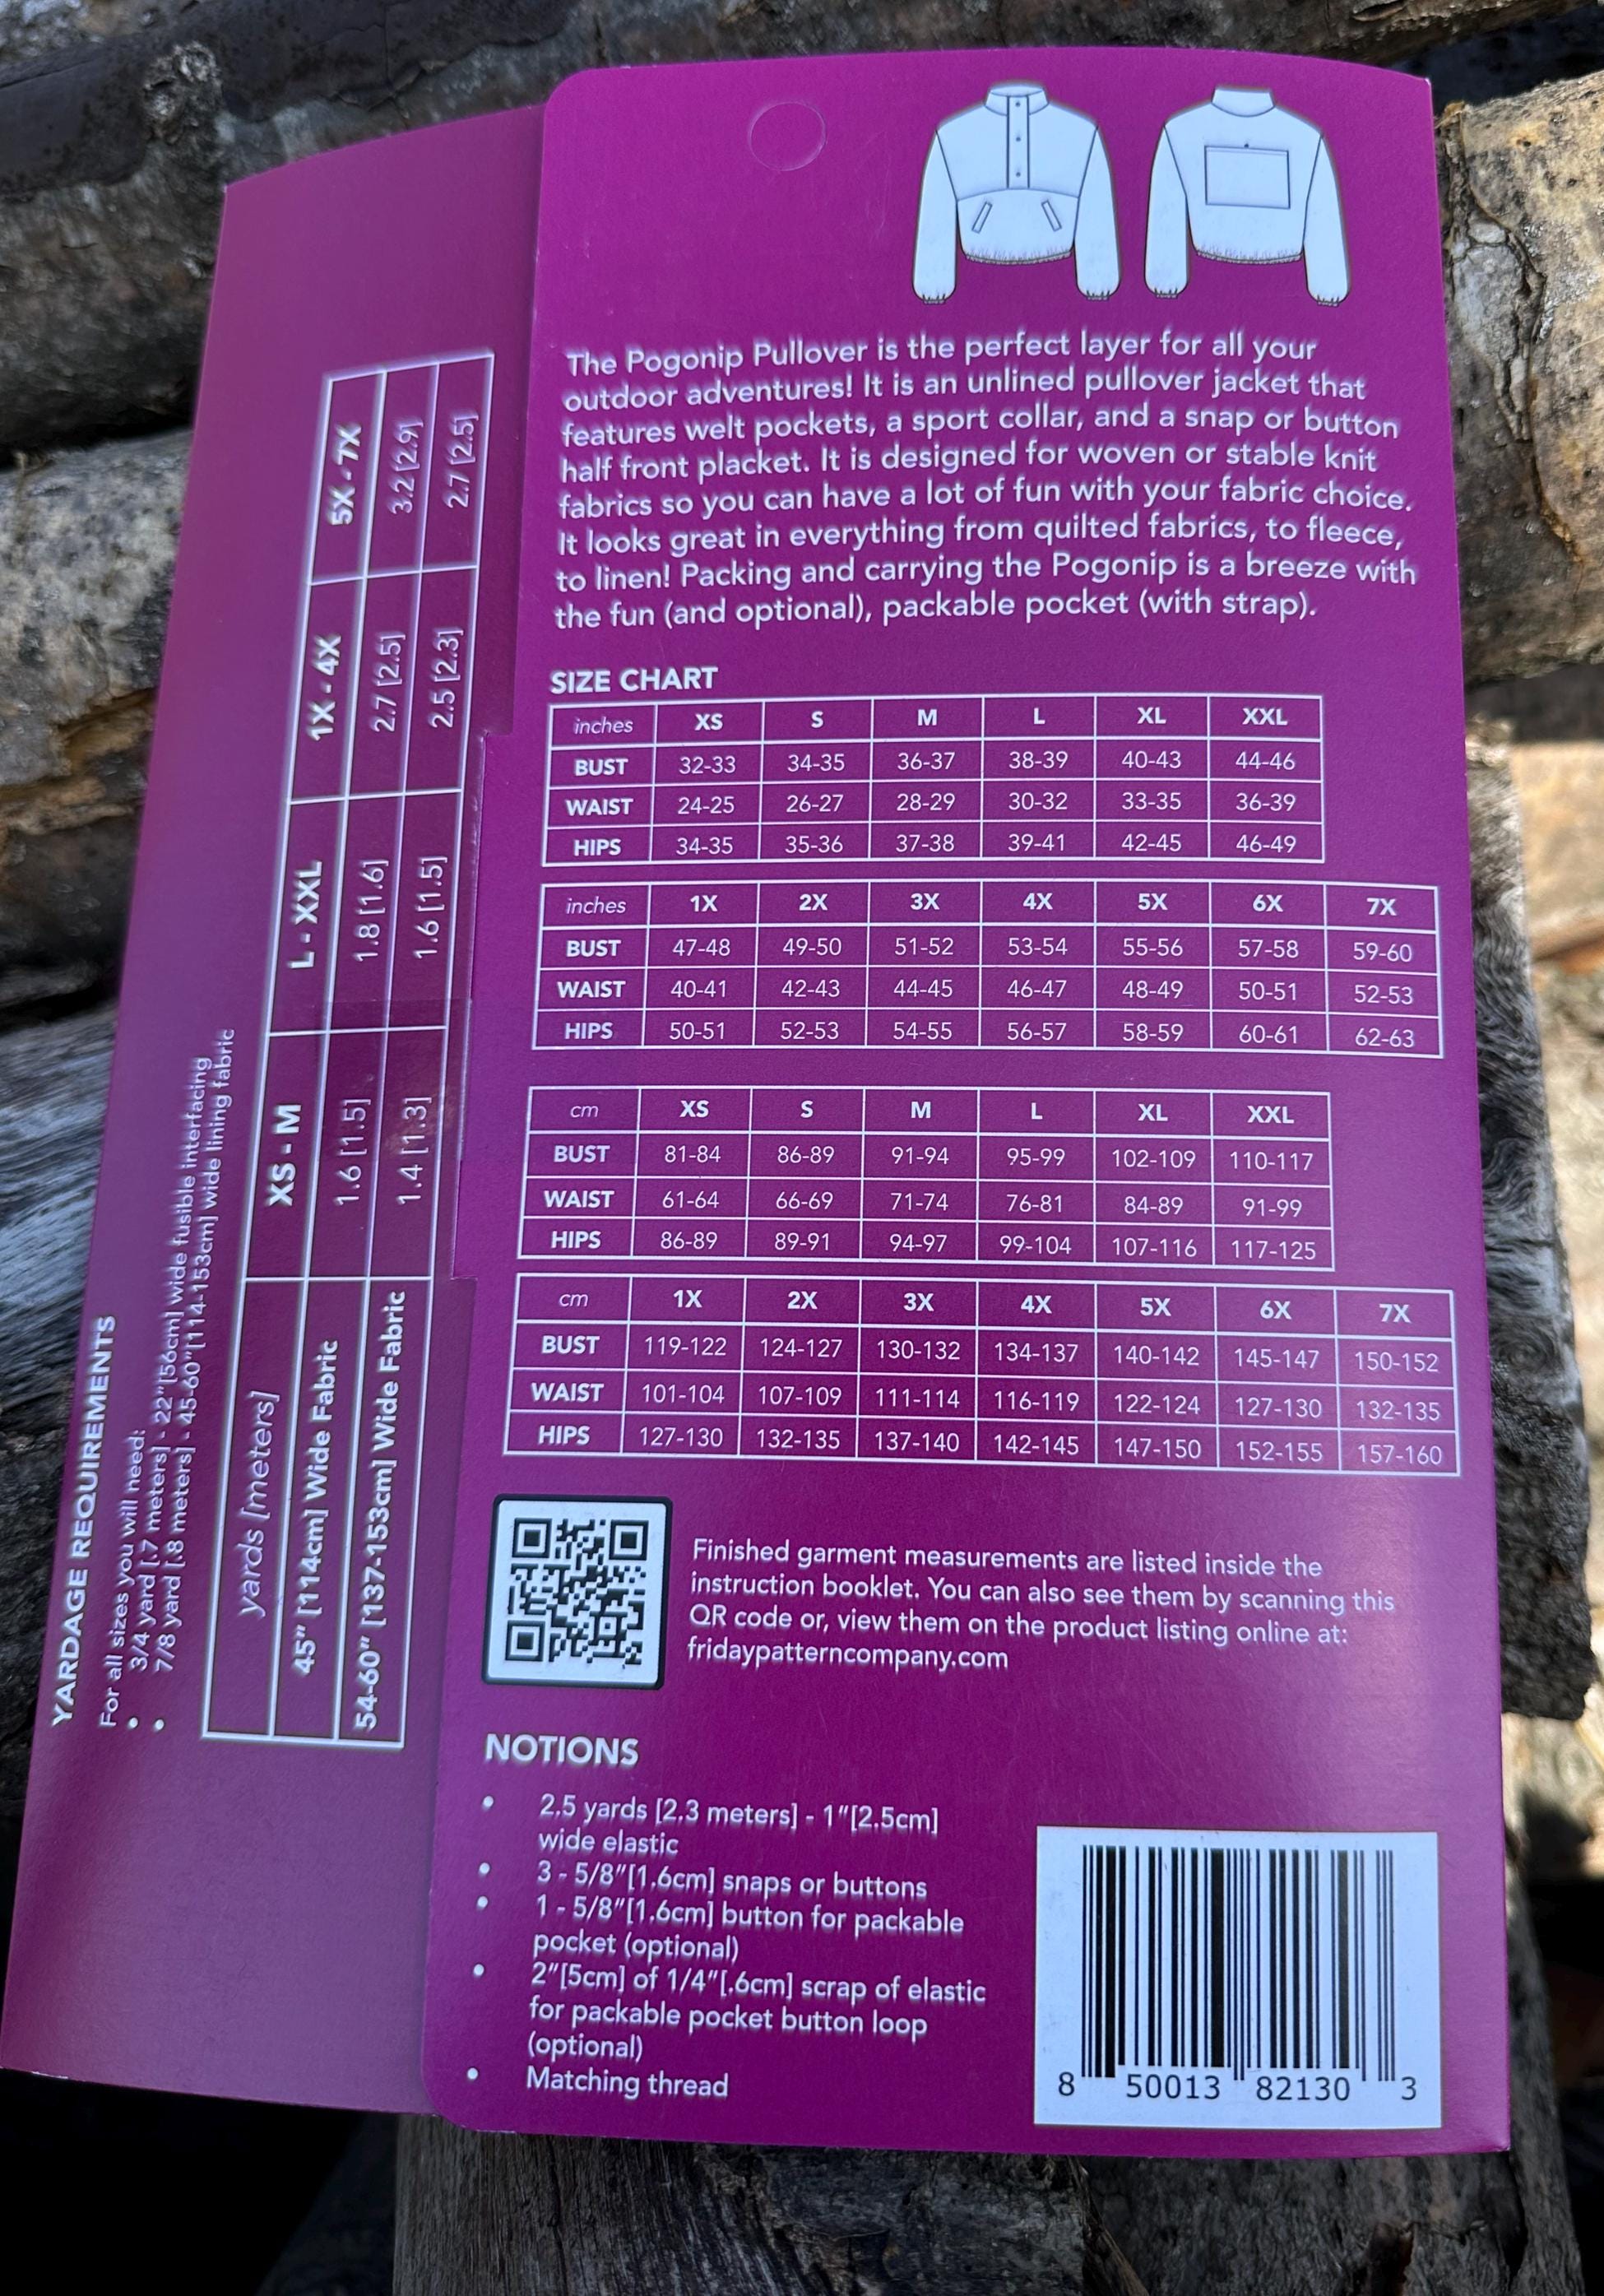 The Pogonip Pullover is the perfect layer for all your
outdoor adventures! It is an unlined pullover jacket that
features welt pockets, a sport collar, and a snap or button
half front placket. It is designed for woven or stable knit
fabrics so you can have a lot of fun with your fabric choice.
It looks great in everything from quilted fabrics, to fleece,
to linen! Packing and carrying the Pogonip is a breeze with
the fun (and optional), packable pocket (with strap).
SIZE CHART
inches XS S M L XL XXL
BUST 32-33 34-35 36-37 38-39 40-43 44-46
WAIST 24-25 26-27 28-29 30-32 33-35 36-39
HIPS 34-35 35-36 37-38 39-41 42-45 46-49
inches 1X 2X 3X 4X 5X 6X 7X
BUST 47-48 49-50 51-52 53-54 55-56 57-58 59-60
WAIST 40-41 42-43 44-45 46-47 48-49 50-51 52-53
HIPS 50-51 52-53 54-55 56-57 58-59 60-61 62-63
cm XS S M L XL XXL
BUST 81-84 86-89 91-94 95-99 102-109 110-117
WAIST 61-64 66-69 71-74 76-81 84-89 91-99
HIPS 86-89 89-91 94-97 99-104 107-116 117-125
cm 1X 2X 3X 4X 5X 6X 7X
BUST 119-122 124-127 130-132 134-137 140-142 145-147 150-152
WAIST 101-104 107-109 111-114 116-119 122-124 127-130 132-135
HIPS 127-130 132-135 137-140 142-145 147-150 152-155 157-160
Finished garment measurements are listed inside the
instruction booklet. You can also see them by scanning this
QR code or, view them on the product listing online at:
fridaypatterncompany.com
NOTIONS
• 2.5 yards [2.3 meters] - 1"[2.5cm]
wide elastic
• 3 - 5/8"[1.6cm] snaps or buttons
• 1 - 5/8"[1.6cm] button for packable
pocket (optional)
• 2"[5cm] of 1/4"[.6cm] scrap of elastic
for packable pocket button loop
(optional)
• Matching thread
8 50013 82130 3
YARDAGE REQUIREMENTS
For all sizes you will need:
• 3/4 yard [.7 meters] - 22"[56cm] wide fusible interfacing
• 7/8 yard [.8 meters] - 45-60"[114-153cm] wide lining fabric
yards [meters] XS - M L - XXL 1X - 4X 5X - 7X
45" [114cm] Wide Fabric 1.6 [1.5] 1.8 [1.6] 2.7 [2.5] 3.2 [2.9]
54-60" [137-153cm] Wide Fabric 1.4 [1.3] 1.6 [1.5] 2.5 [2.3] 2.7 [2.5]